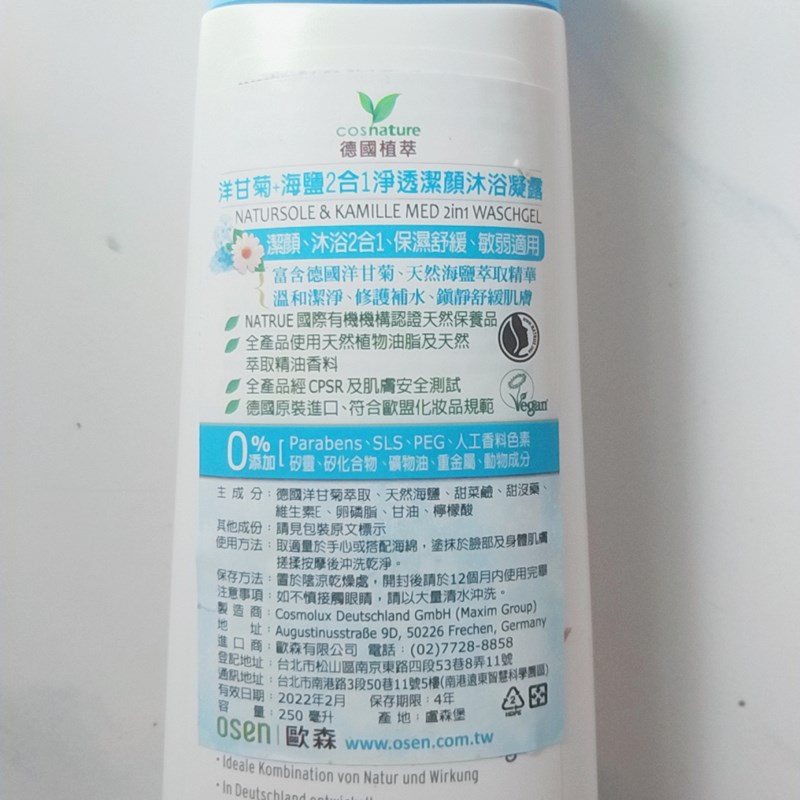 cosnature
德國植萃
洋甘菊+海鹽2合1淨透潔顏沐浴凝露
NATURSOLE & KAMILLE MED 2in1 WASCHGEL
潔顏、沐浴2合1、保濕舒緩、敏弱適用
富含德國洋甘菊、天然海鹽萃取精華
溫和潔淨、修護補水、鎮靜舒緩肌膚
NATRUE 國際有機機構認證天然保養品
全產品使用天然植物油脂及天然
萃取精油香料
全產品經 CPSR 及肌膚安全測試
德國原裝進口、符合歐盟化妝品規範
Vegan
0%添加 [ Parabens、SLS、PEG、人工香料色素
矽靈、矽化合物、礦物油、重金屬、動物成分
主成分：德國洋甘菊萃取、天然海鹽、甜菜鹼、甜沒藥、
維生素E、卵磷脂、甘油、檸檬酸
其他成份：請見包裝原文標示
使用方法：取適量於手心或搭配海綿，塗抹於臉部及身體肌膚
搓揉按摩後沖洗乾淨。
保存方法：置於陰涼乾燥處，開封後請於12個月內使用完畢
注意事項：如不慎接觸眼睛，請以大量清水沖洗。
製造商：Cosmolux Deutschland GmbH (Maxim Group)
地址：Augustinusstraße 9D, 50226 Frechen, Germany
進口商：歐森有限公司 電話：(02)7728-8858
登記地址：台北市松山區南京東路四段53巷8弄11號
通訊地址：台北市南港路3段50巷11號5樓(南港遠東智慧科學園區)
有效日期：2022年2月 保存期限：4年
容量：250 毫升 產地：盧森堡
2
HDPE
osen | 歐森 www.osen.com.tw
• Ideale Kombination von Natur und Wirkung
• In Deutschland